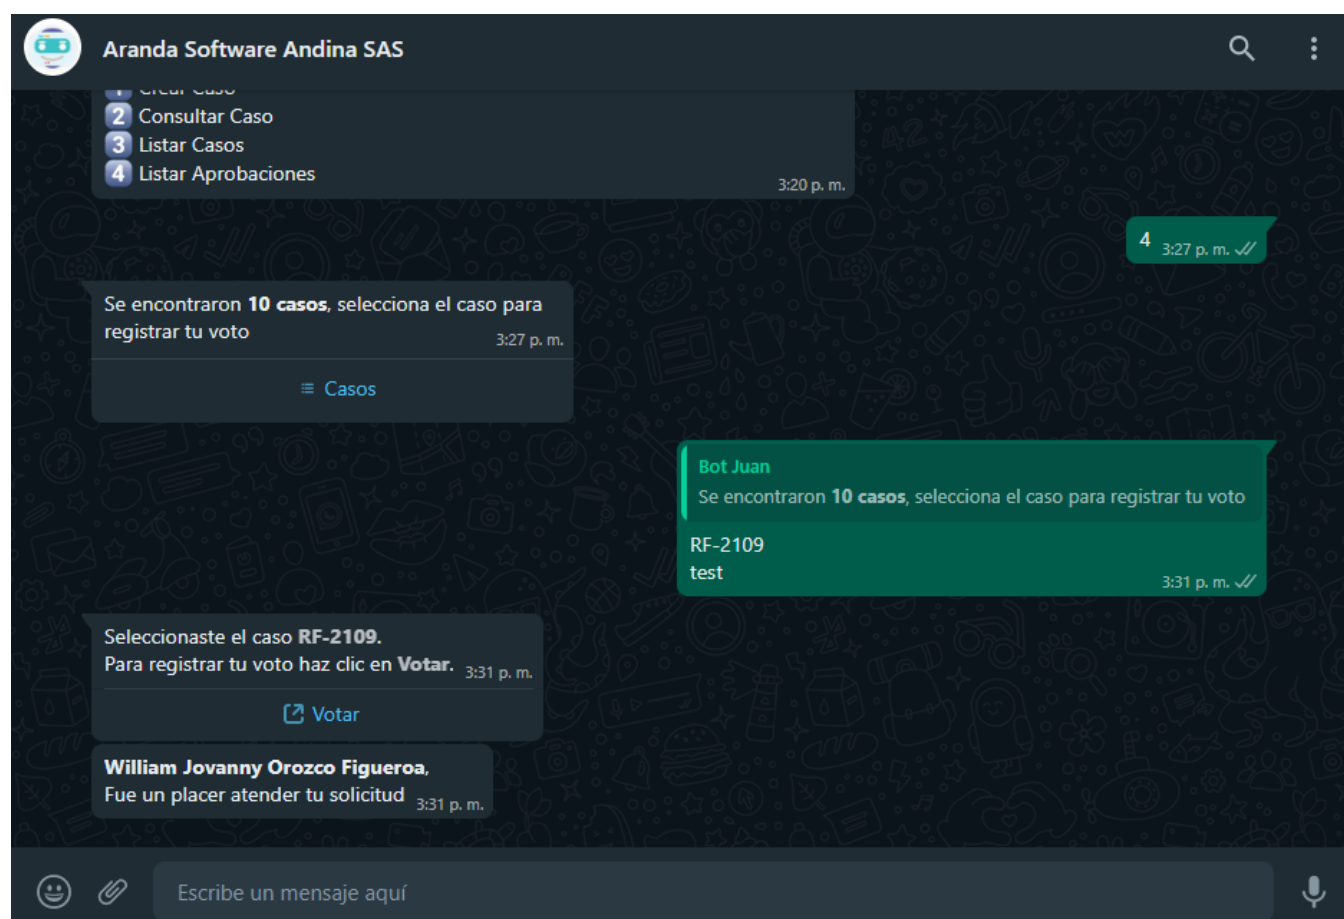 Aranda Software Andina SAS
1 Crear Caso
2 Consultar Caso
3 Listar Casos
4 Listar Aprobaciones
3:20 p. m.
4
3:27 p. m.
Se encontraron 10 casos, selecciona el caso para
registrar tu voto
3:27 p. m.
Casos
Bot Juan
Se encontraron 10 casos, selecciona el caso para registrar tu voto
RF-2109
test
3:31 p. m.
Seleccionaste el caso RF-2109.
Para registrar tu voto haz clic en Votar.
3:31 p. m.
Votar
William Jovanny Orozco Figueroa,
Fue un placer atender tu solicitud
3:31 p. m.
Escribe un mensaje aquí